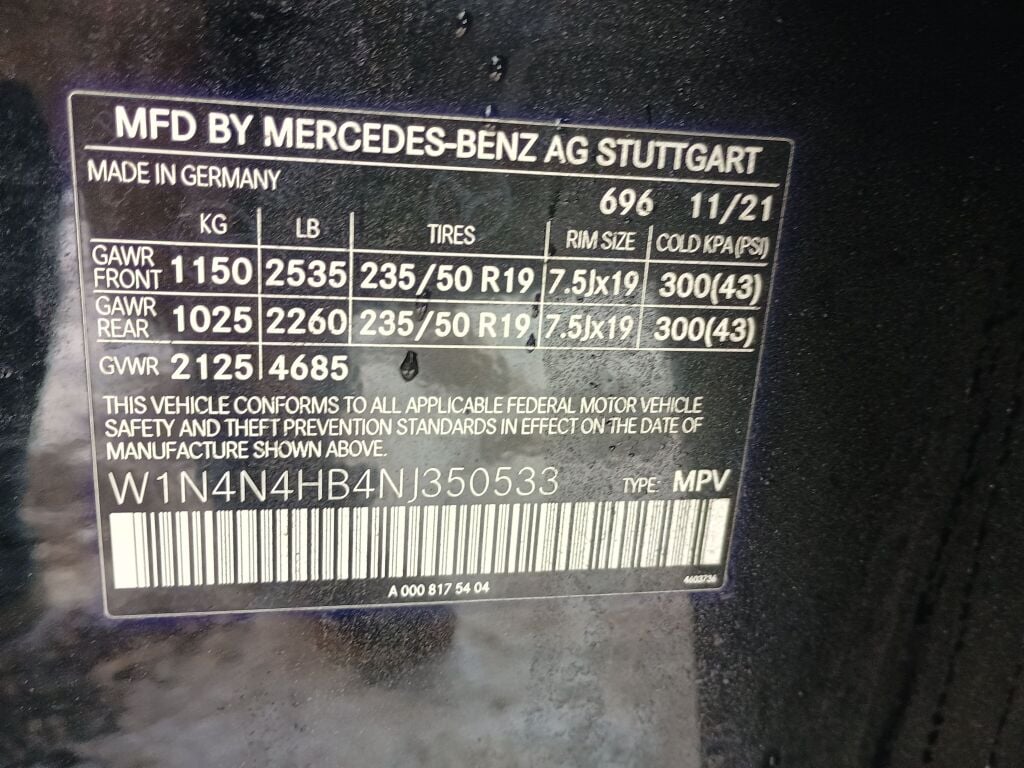 MFD BY MERCEDES-BENZ AG STUTTGART
MADE IN GERMANY
696 11/21
KG LB TIRES RIM SIZE COLD KPA(PSI)
GAWR FRONT 1150 2535 235/50 R19 7.5Jx19 300(43)
GAWR REAR 1025 2260 235/50 R19 7.5Jx19 300(43)
GVWR 2125 4685
THIS VEHICLE CONFORMS TO ALL APPLICABLE FEDERAL MOTOR VEHICLE
SAFETY AND THEFT PREVENTION STANDARDS IN EFFECT ON THE DATE OF
MANUFACTURE SHOWN ABOVE.
W1N4N4HB4NJ350533 TYPE: MPV
A 000 817 54 04
4603736